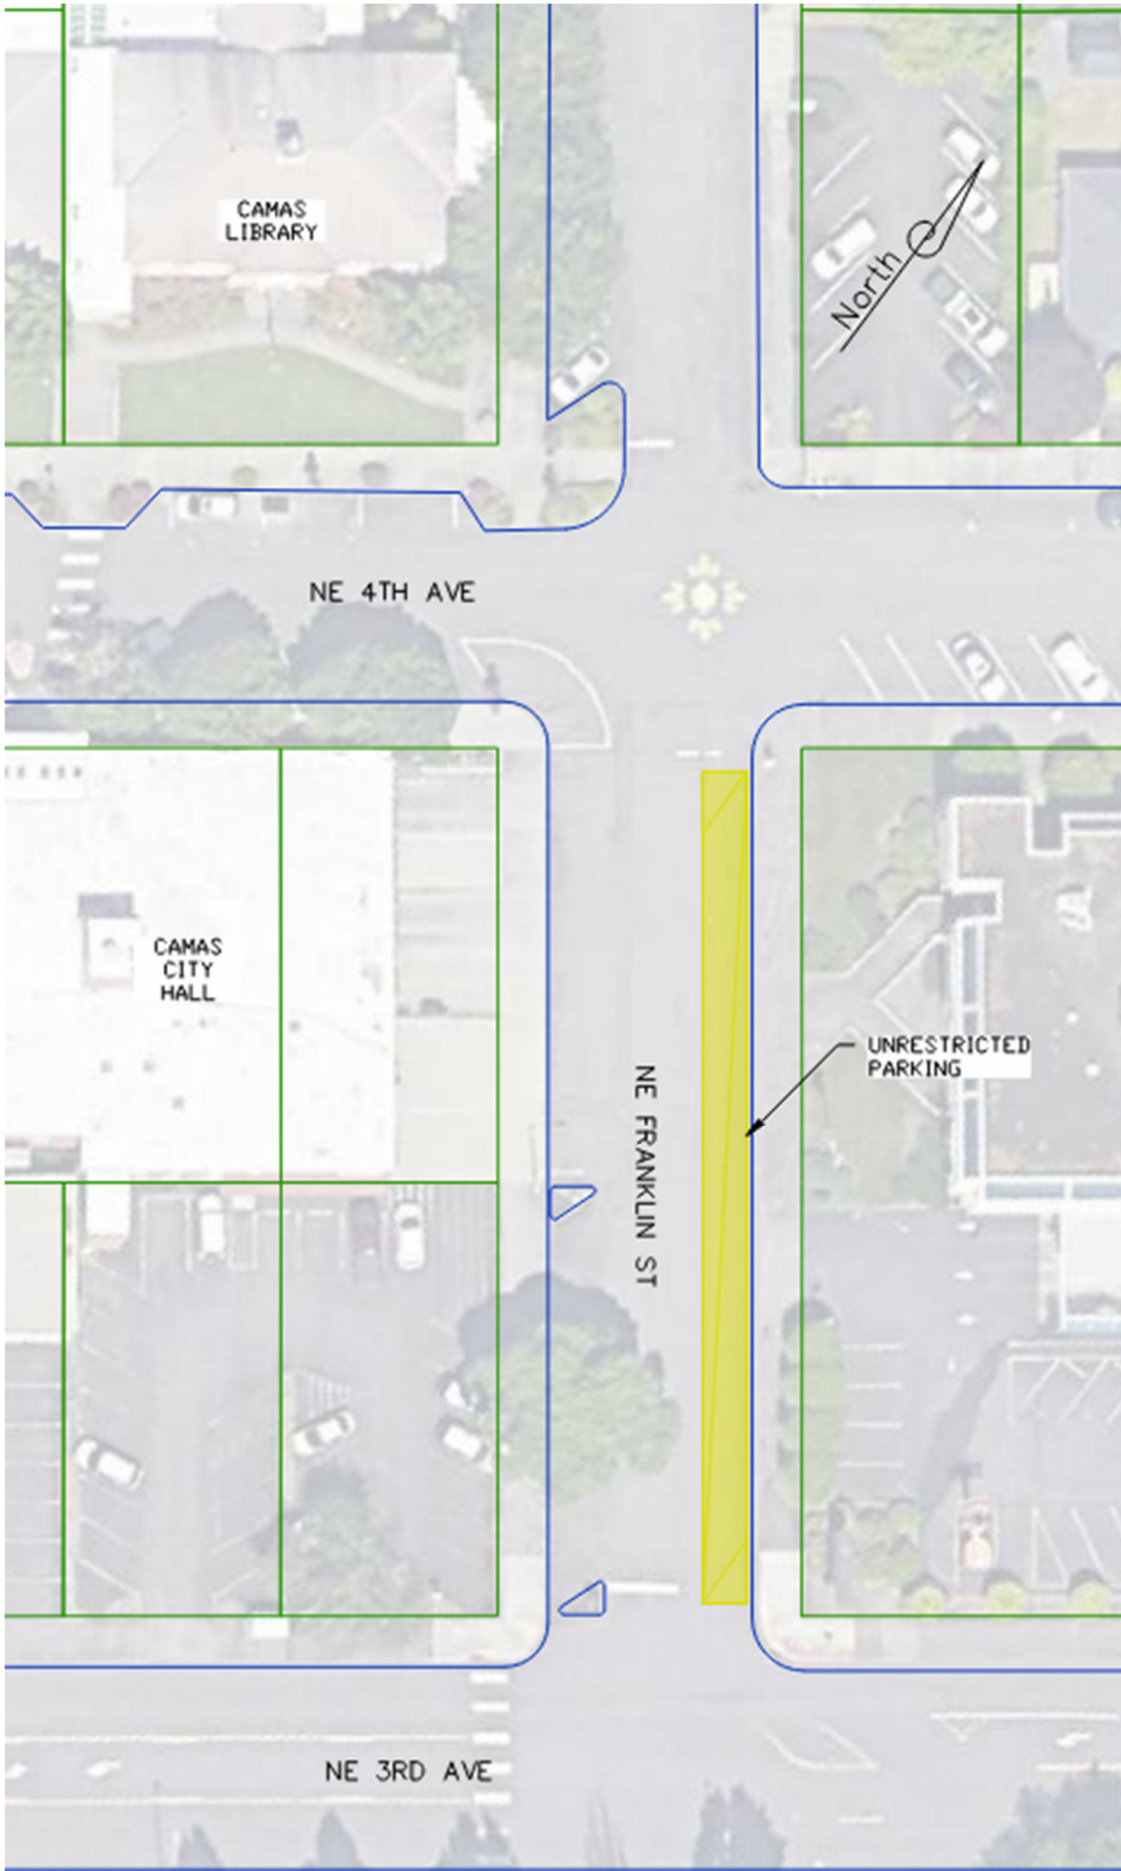 CAMAS
LIBRARY
North
NE 4TH AVE
CAMAS
CITY
HALL
UNRESTRICTED
PARKING
NE FRANKLIN ST
NE 3RD AVE